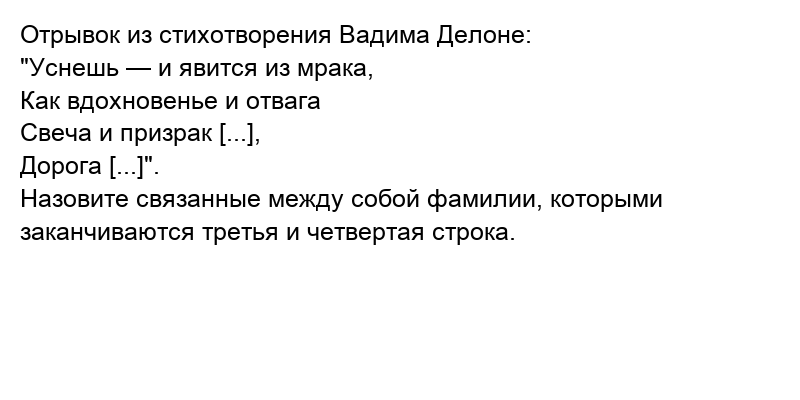 Отрывок из стихотворения Вадима Делоне:
"Уснешь — и явится из мрака,
Как вдохновенье и отвага
Свеча и призрак [...],
Дорога [...]".
Назовите связанные между собой фамилии, которыми
заканчиваются третья и четвертая строка.